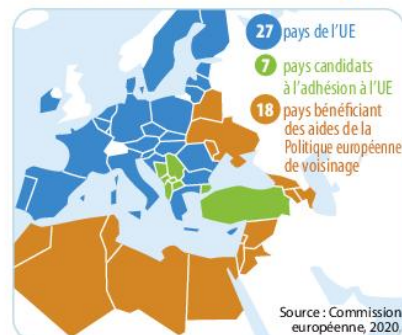 27 pays de l'UE
7 pays candidats
à l'adhésion à l'UE
18 pays bénéficiant
des aides de la
Politique européenne
de voisinage
Source : Commission
européenne, 2020.